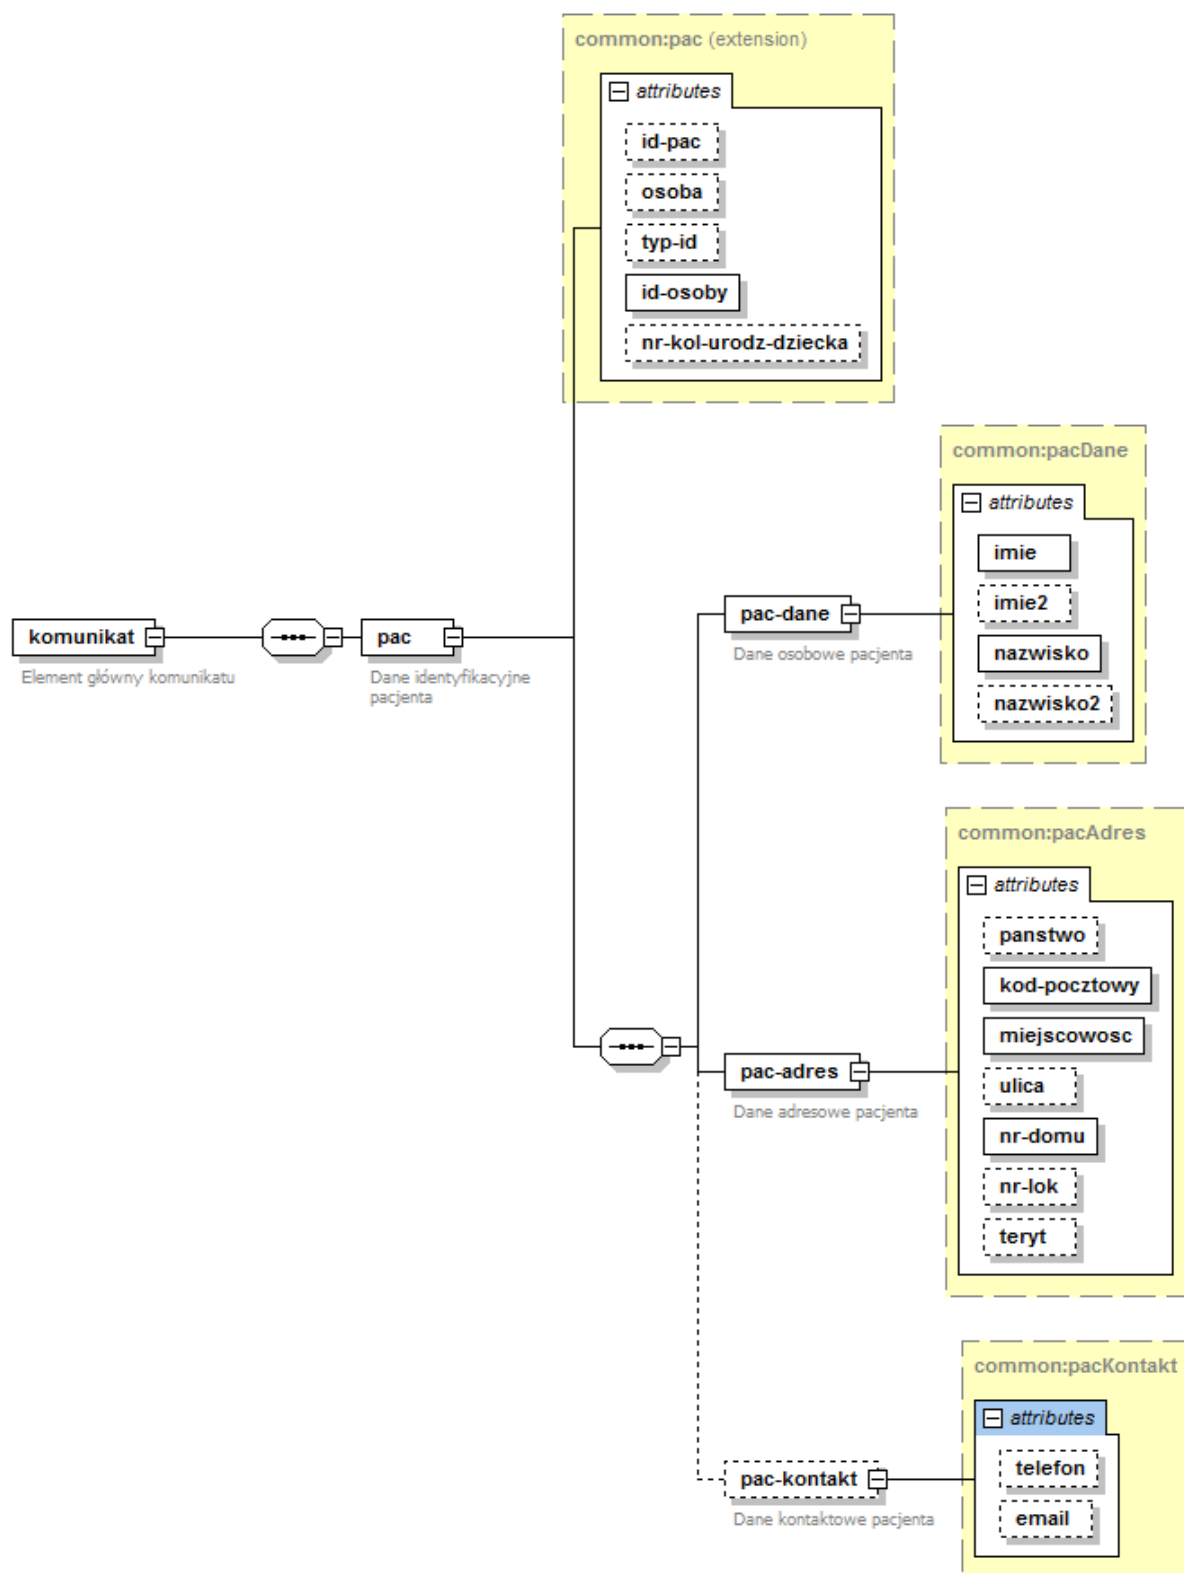 common:pac (extension)
attributes
id-pac
osoba
typ-id
id-osoby
nr-kol-urodz-dziecka
common:pacDane
attributes
imie
imie2
nazwisko
nazwisko2
komunikat
Element główny komunikatu
pac
Dane identyfikacyjne
pacjenta
pac-dane
Dane osobowe pacjenta
common:pacAdres
attributes
panstwo
kod-pocztowy
miejscowosc
ulica
nr-domu
nr-lok
teryt
pac-adres
Dane adresowe pacjenta
common:pacKontakt
attributes
telefon
email
pac-kontakt
Dane kontaktowe pacjenta